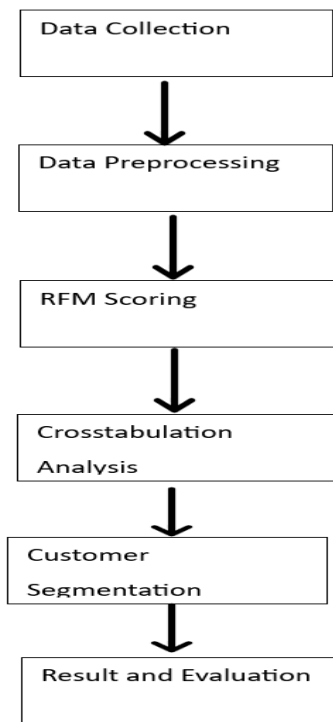 Data Collection
Data Preprocessing
RFM Scoring
Crosstabulation
Analysis
Customer
Segmentation
Result and Evaluation